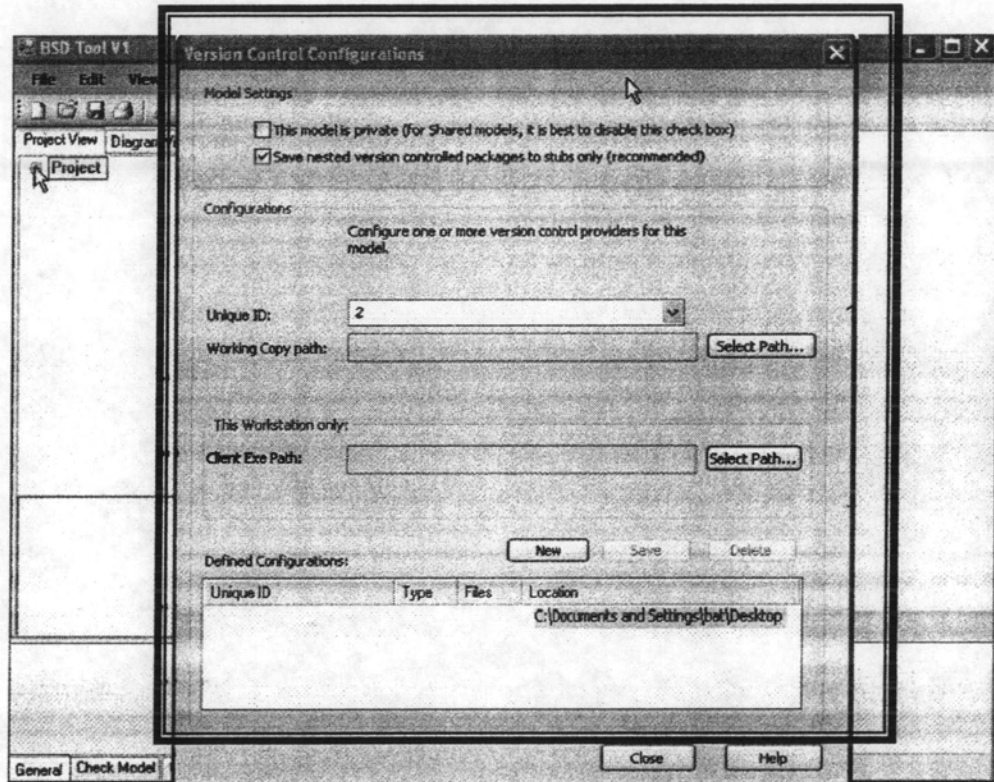 BSD Tool V1
File Edit View
Project View Diagram
Project
General Check Model
Version Control Configurations
Model Settings
This model is private (for Shared models, it is best to disable this check box)
Save nested version controlled packages to stubs only (recommended)
Configurations
Configure one or more version control providers for this
model.
Unique ID: 2
Working Copy path: Select Path...
This Workstation only:
Client Exe Path: Select Path...
New Save Delete
Defined Configurations:
Unique ID Type Files Location
C:\Documents and Settings\bat\Desktop
Close Help